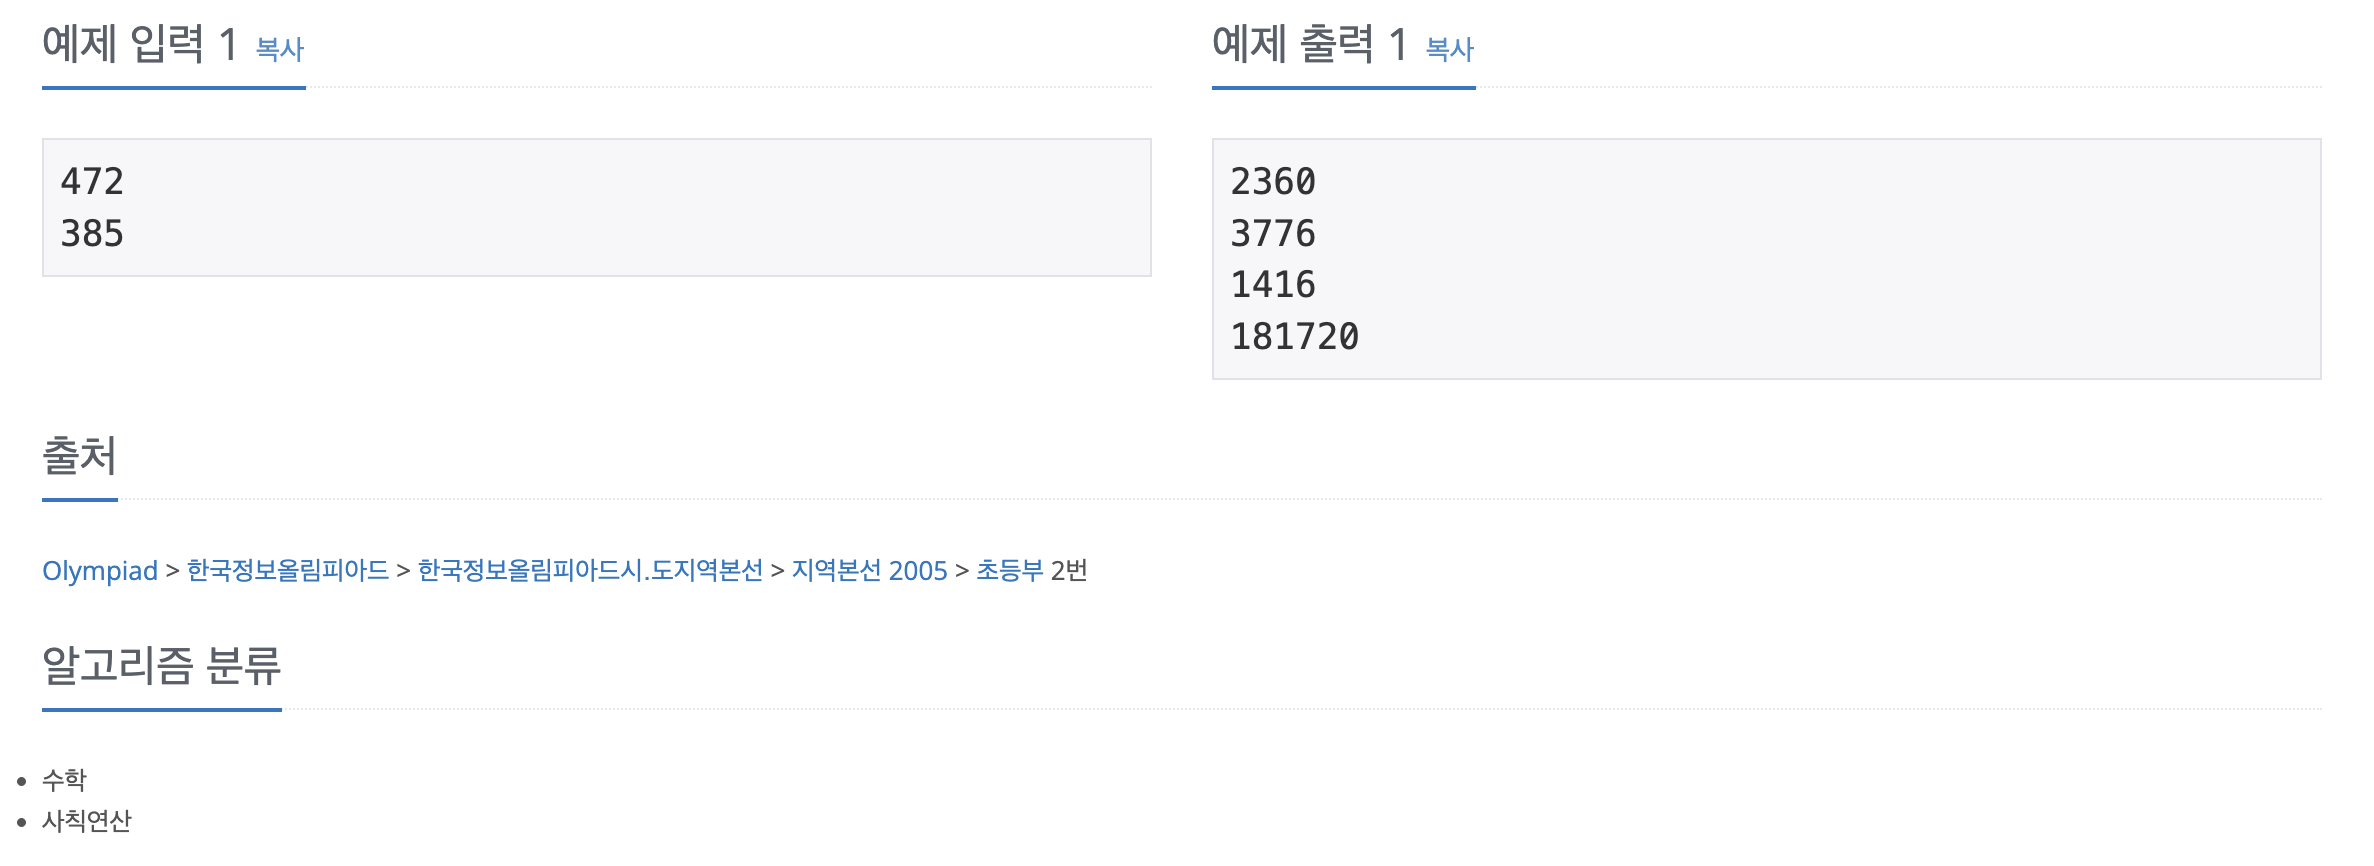 예제 입력 1 복사
472
385
예제 출력 1 복사
2360
3776
1416
181720
출처
Olympiad > 한국정보올림피아드 > 한국정보올림피아드시.도지역본선 > 지역본선 2005 > 초등부 2번
알고리즘 분류
• 수학
• 사칙연산